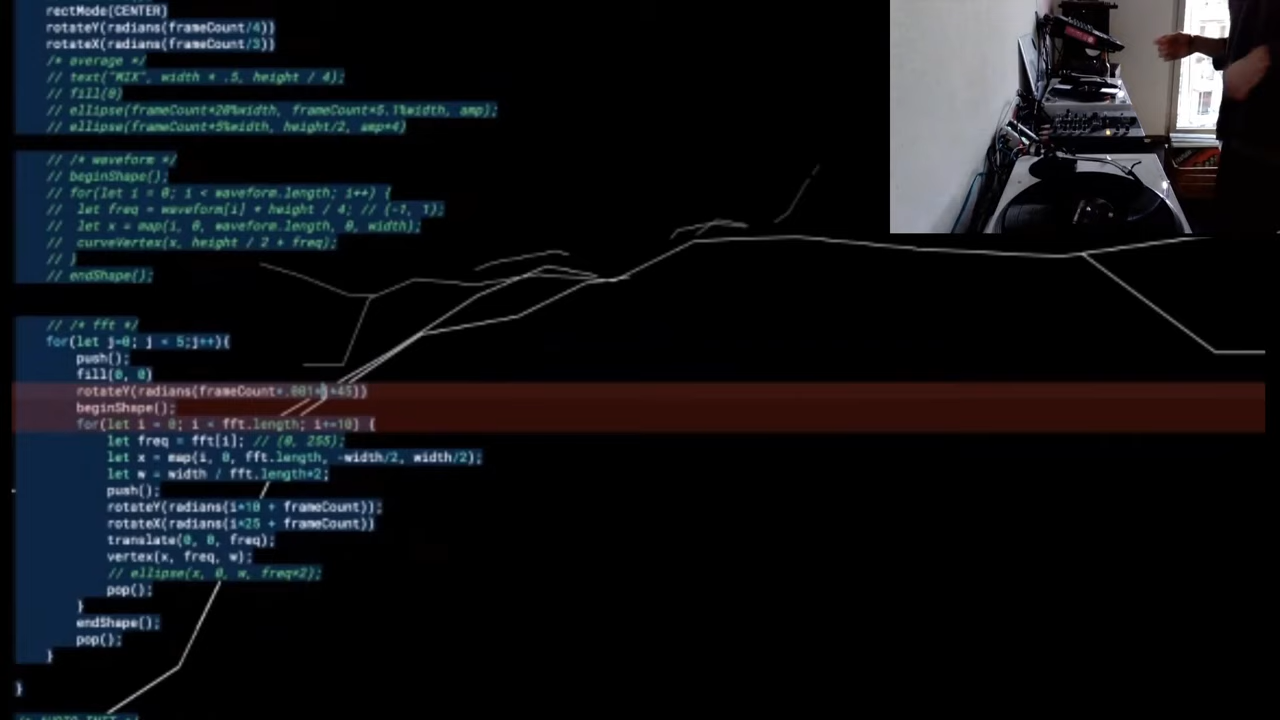 rectMode(CENTER)
rotateY(radians(frameCount/4))
rotateX(radians(frameCount/3))
/* average */
// text("MIX", width * .5, height / 4);
// fill(0)
// ellipse(frameCount*20%width, frameCount*5.1%width, amp);
// ellipse(frameCount*5%width, height/2, amp*4)
// /* waveform */
// beginShape();
// for(let i = 0; i < waveform.length; i++) {
// let freq = waveform[i] * height / 4; // (-1, 1);
// let x = map(i, 0, waveform.length, 0, width);
// curveVertex(x, height / 2 + freq);
// }
// endShape();
// /* fft */
for(let j=0; j < 5;j++){
push();
fill(0, 0)
rotateY(radians(frameCount*.001*j*45))
beginShape();
for(let i = 0; i < fft.length; i+=10) {
let freq = fft[i]; // (0, 255);
let x = map(i, 0, fft.length, -width/2, width/2);
let w = width / fft.length*2;
push();
rotateY(radians(i*10 + frameCount));
rotateX(radians(i*25 + frameCount))
translate(0, 0, freq);
vertex(x, freq, w);
// ellipse(x, 0, w, freq*2);
pop();
}
endShape();
pop();
}
}